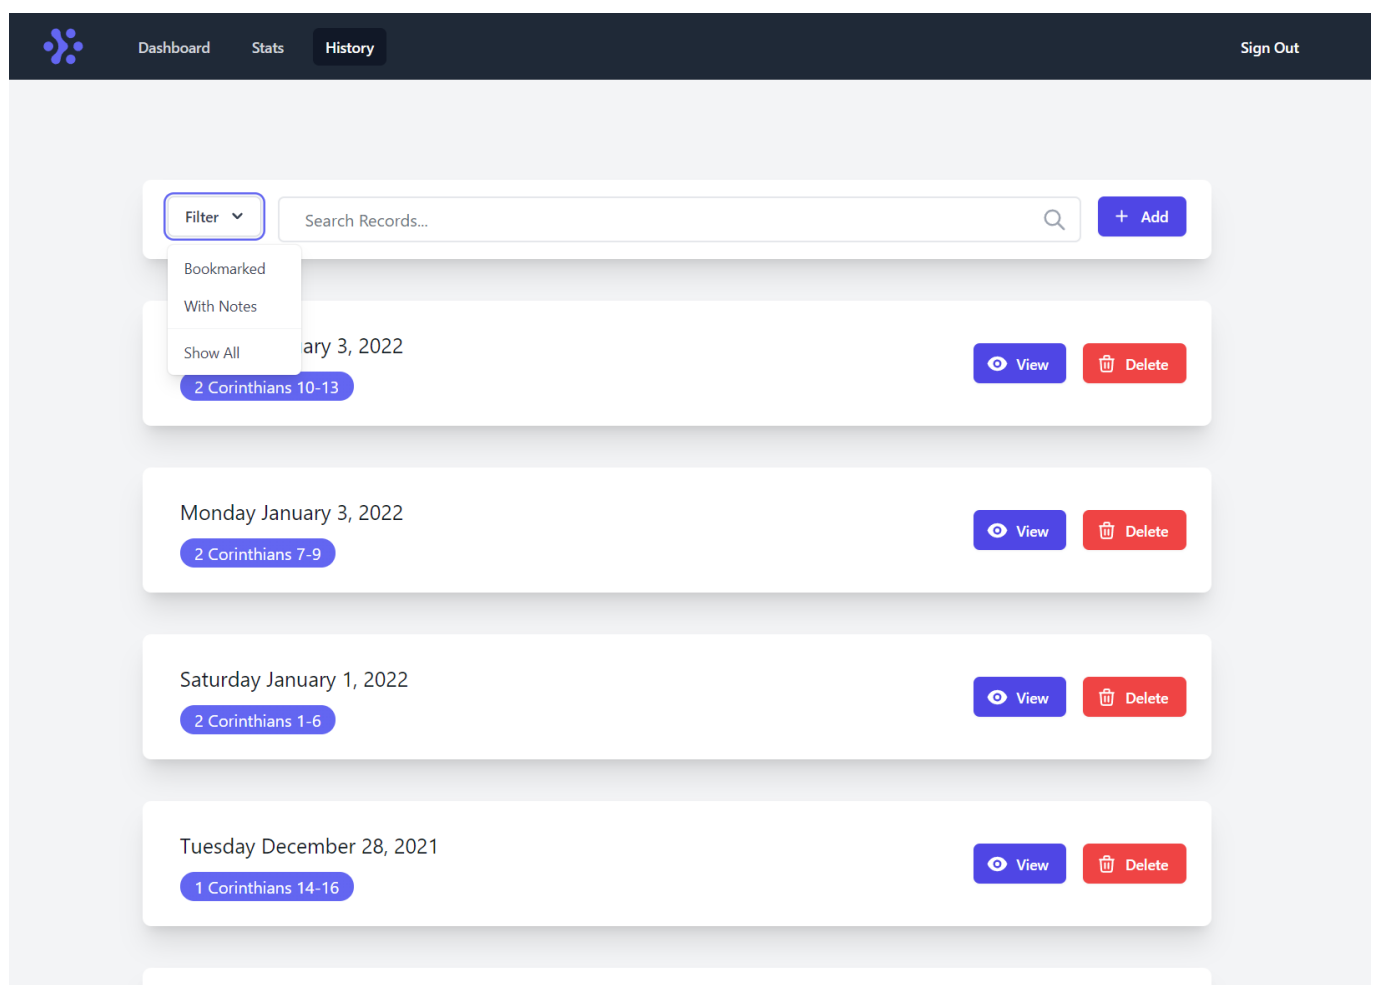 Dashboard Stats History Sign Out
Filter Search Records... + Add
Bookmarked
With Notes
Show All
ary 3, 2022
2 Corinthians 10-13
View Delete
Monday January 3, 2022
2 Corinthians 7-9
View Delete
Saturday January 1, 2022
2 Corinthians 1-6
View Delete
Tuesday December 28, 2021
1 Corinthians 14-16
View Delete